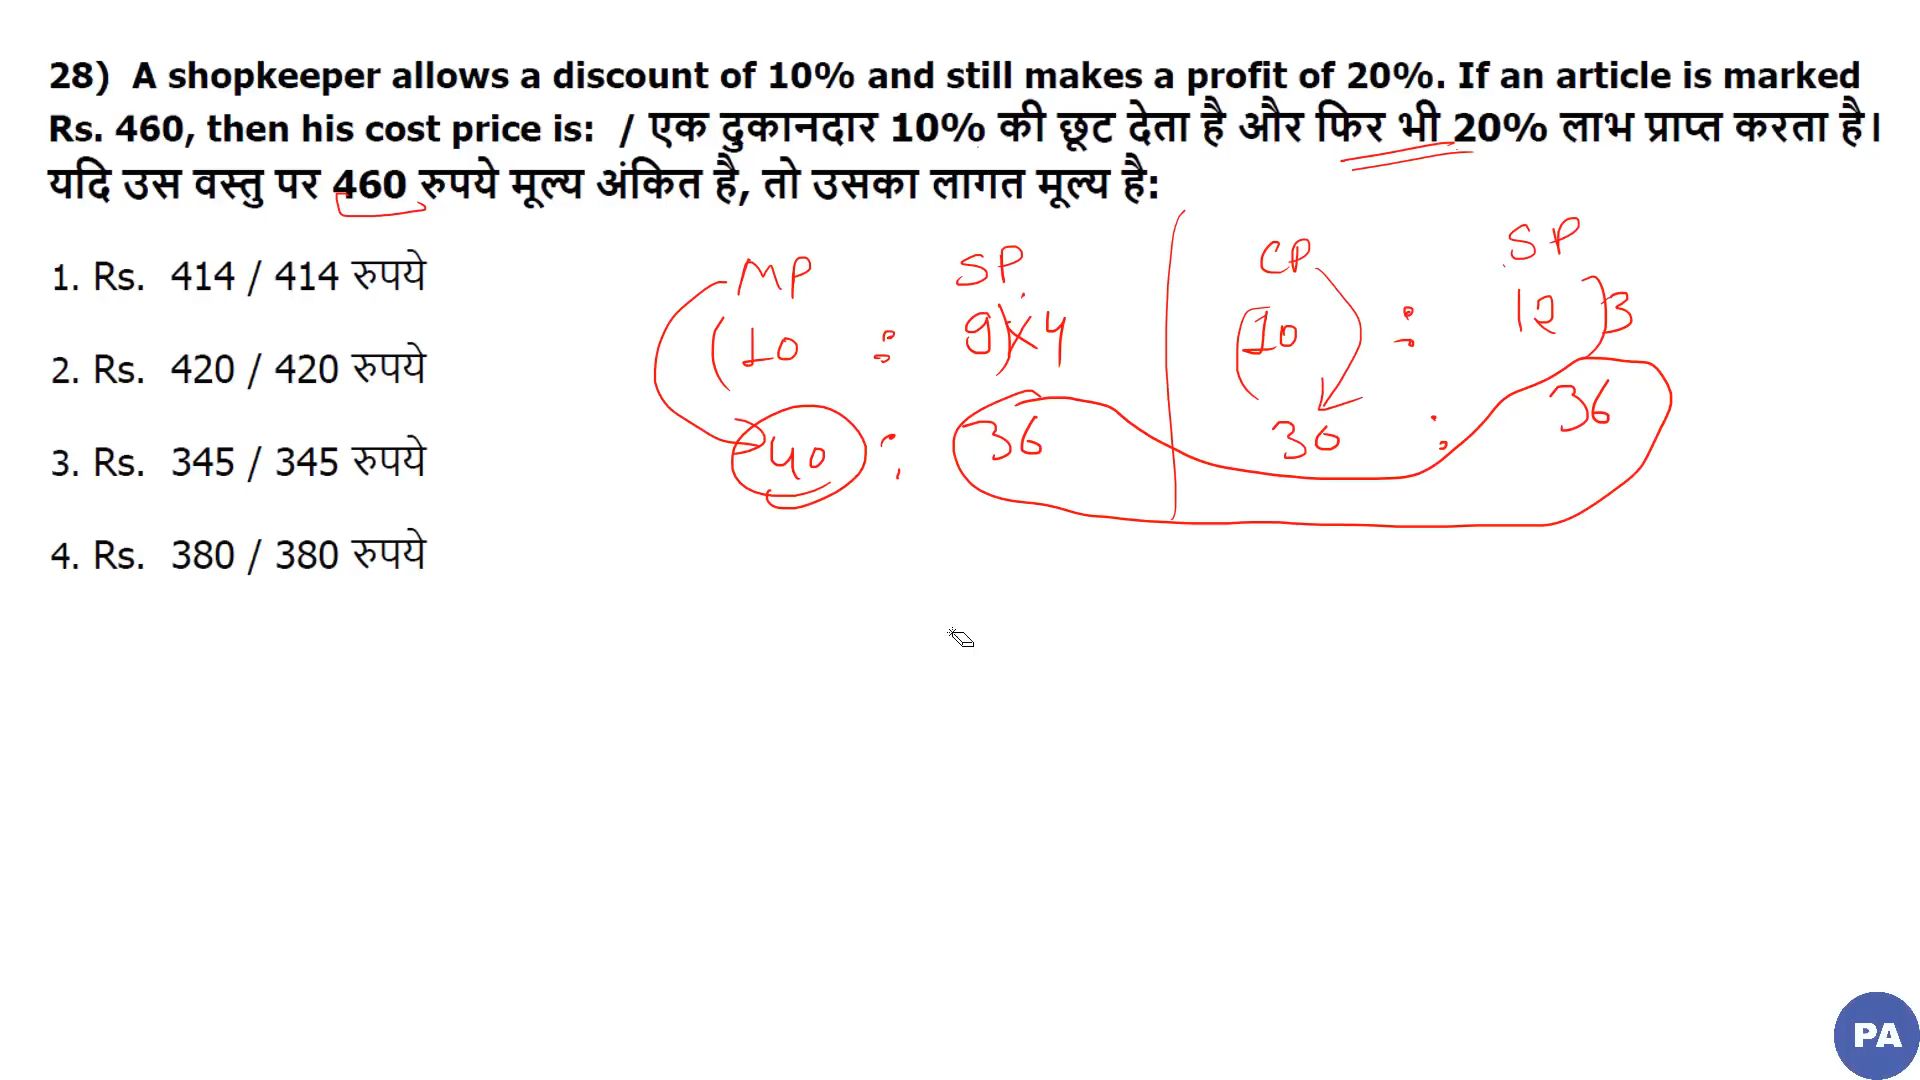 28) A shopkeeper allows a discount of 10% and still makes a profit of 20%. If an article is marked
Rs. 460, then his cost price is: / एक दुकानदार 10% की छूट देता है और फिर भी 20% लाभ प्राप्त करता है।
यदि उस वस्तु पर 460 रुपये मूल्य अंकित है, तो उसका लागत मूल्य है:
1. Rs. 414 / 414 रुपये
2. Rs. 420 / 420 रुपये
3. Rs. 345 / 345 रुपये
4. Rs. 380 / 380 रुपये
MP SP CP SP
(10 : 9)×4 (10 : 12)3
40 : 36 30 : 36
PA